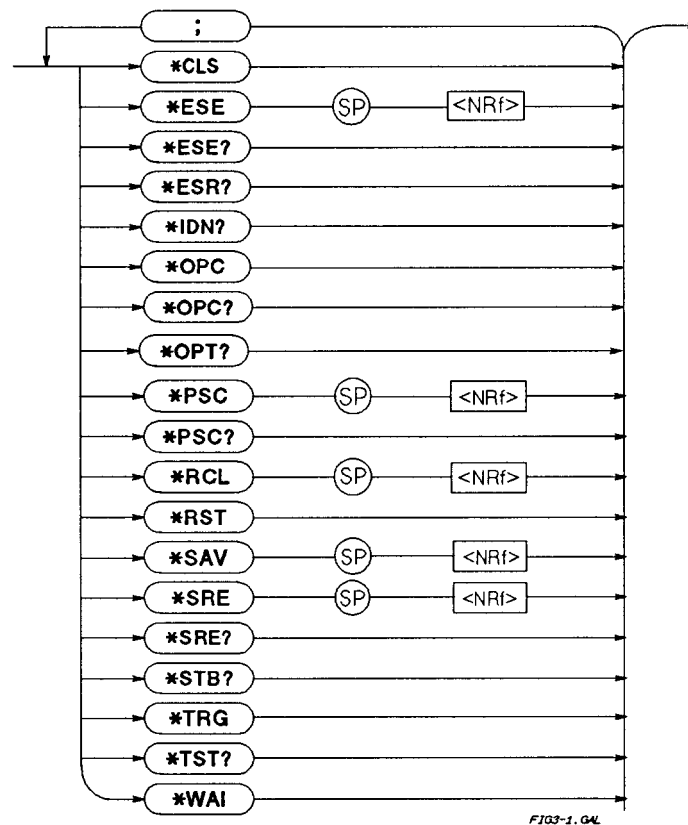 ;
*CLS
*ESE SP <NRf>
*ESE?
*ESR?
*IDN?
*OPC
*OPC?
*OPT?
*PSC SP <NRf>
*PSC?
*RCL SP <NRf>
*RST
*SAV SP <NRf>
*SRE SP <NRf>
*SRE?
*STB?
*TRG
*TST?
*WAI
FIG3-1.GAL